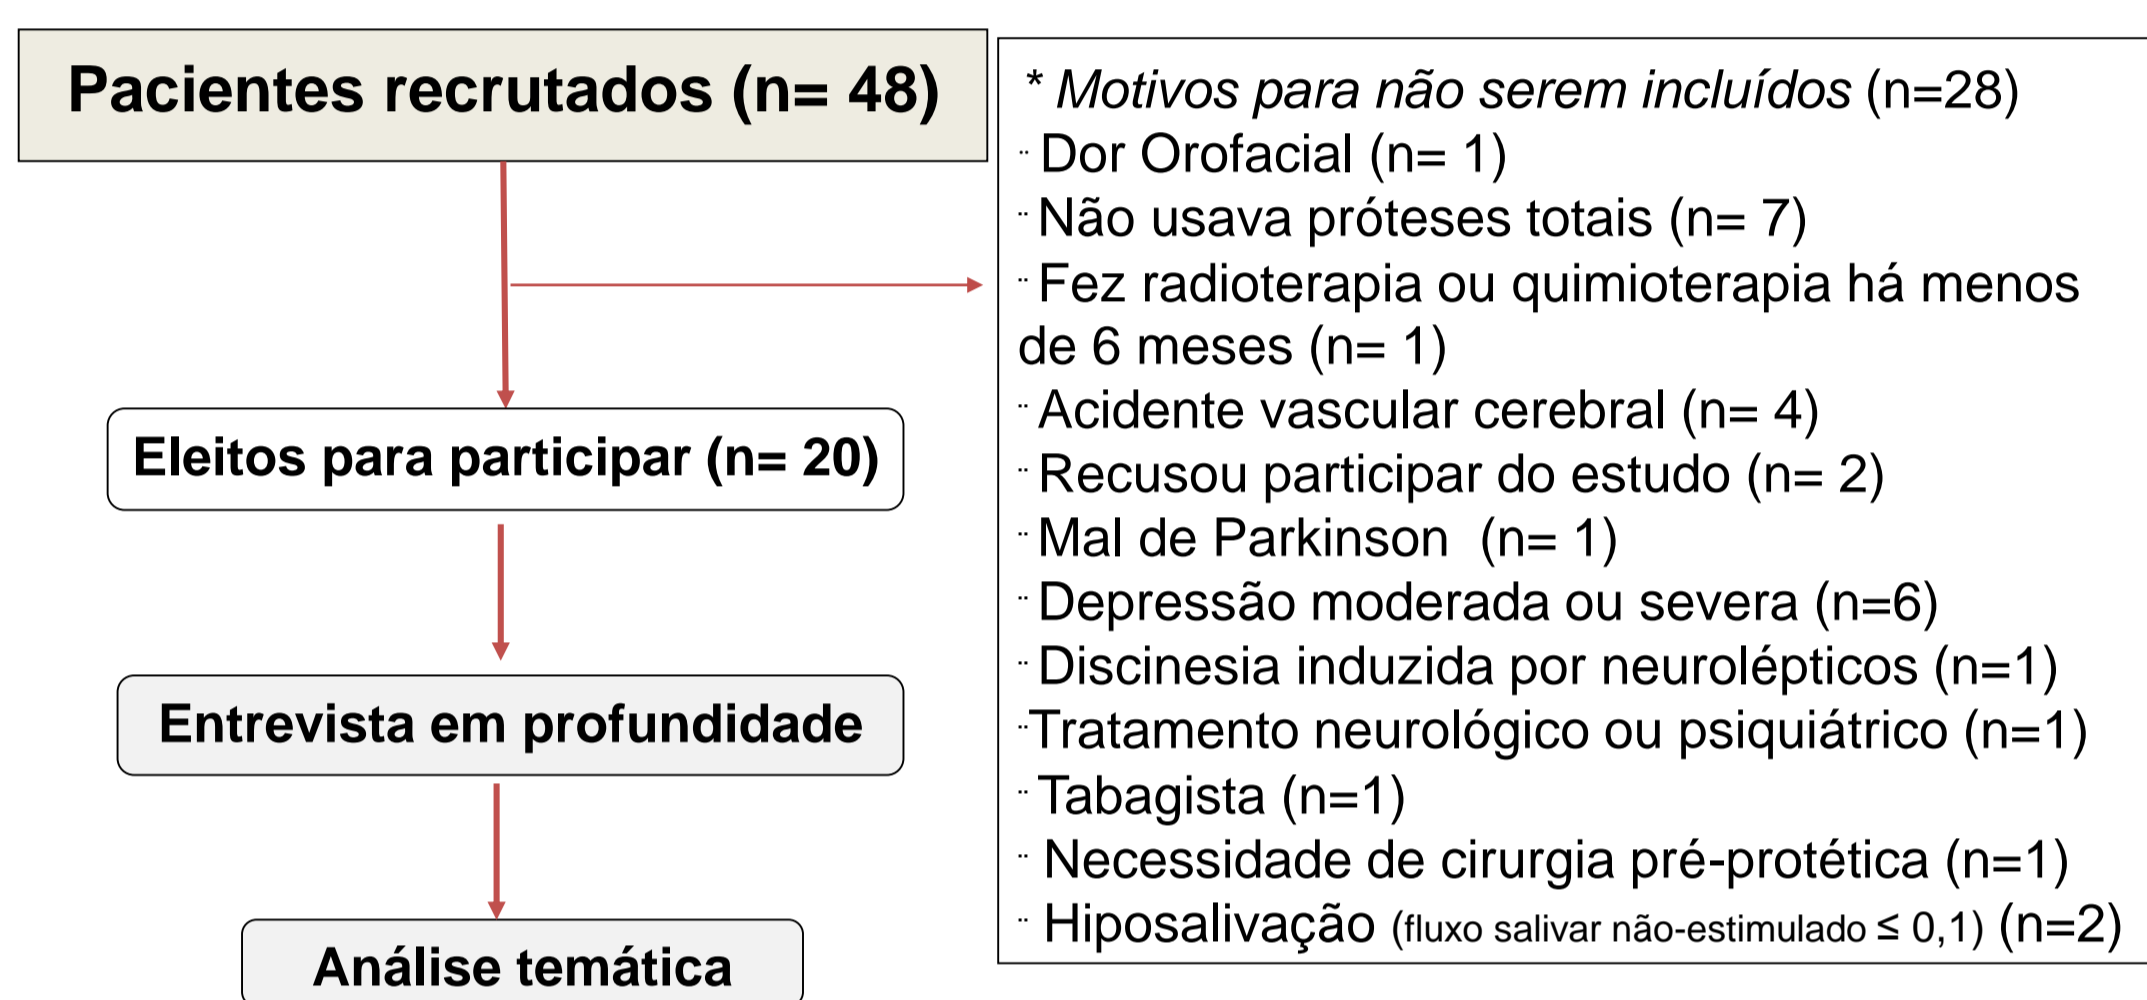 Pacientes recrutados (n= 48)
* Motivos para não serem incluídos (n=28)
¨ Dor Orofacial (n= 1)
¨ Não usava próteses totais (n= 7)
¨ Fez radioterapia ou quimioterapia há menos
de 6 meses (n= 1)
¨ Acidente vascular cerebral (n= 4)
¨ Recusou participar do estudo (n= 2)
¨ Mal de Parkinson (n= 1)
¨ Depressão moderada ou severa (n=6)
¨ Discinesia induzida por neurolépticos (n=1)
¨Tratamento neurológico ou psiquiátrico (n=1)
¨ Tabagista (n=1)
¨ Necessidade de cirurgia pré-protética (n=1)
¨ Hiposalivação (fluxo salivar não-estimulado ≤ 0,1) (n=2)
Eleitos para participar (n= 20)
Entrevista em profundidade
Análise temática